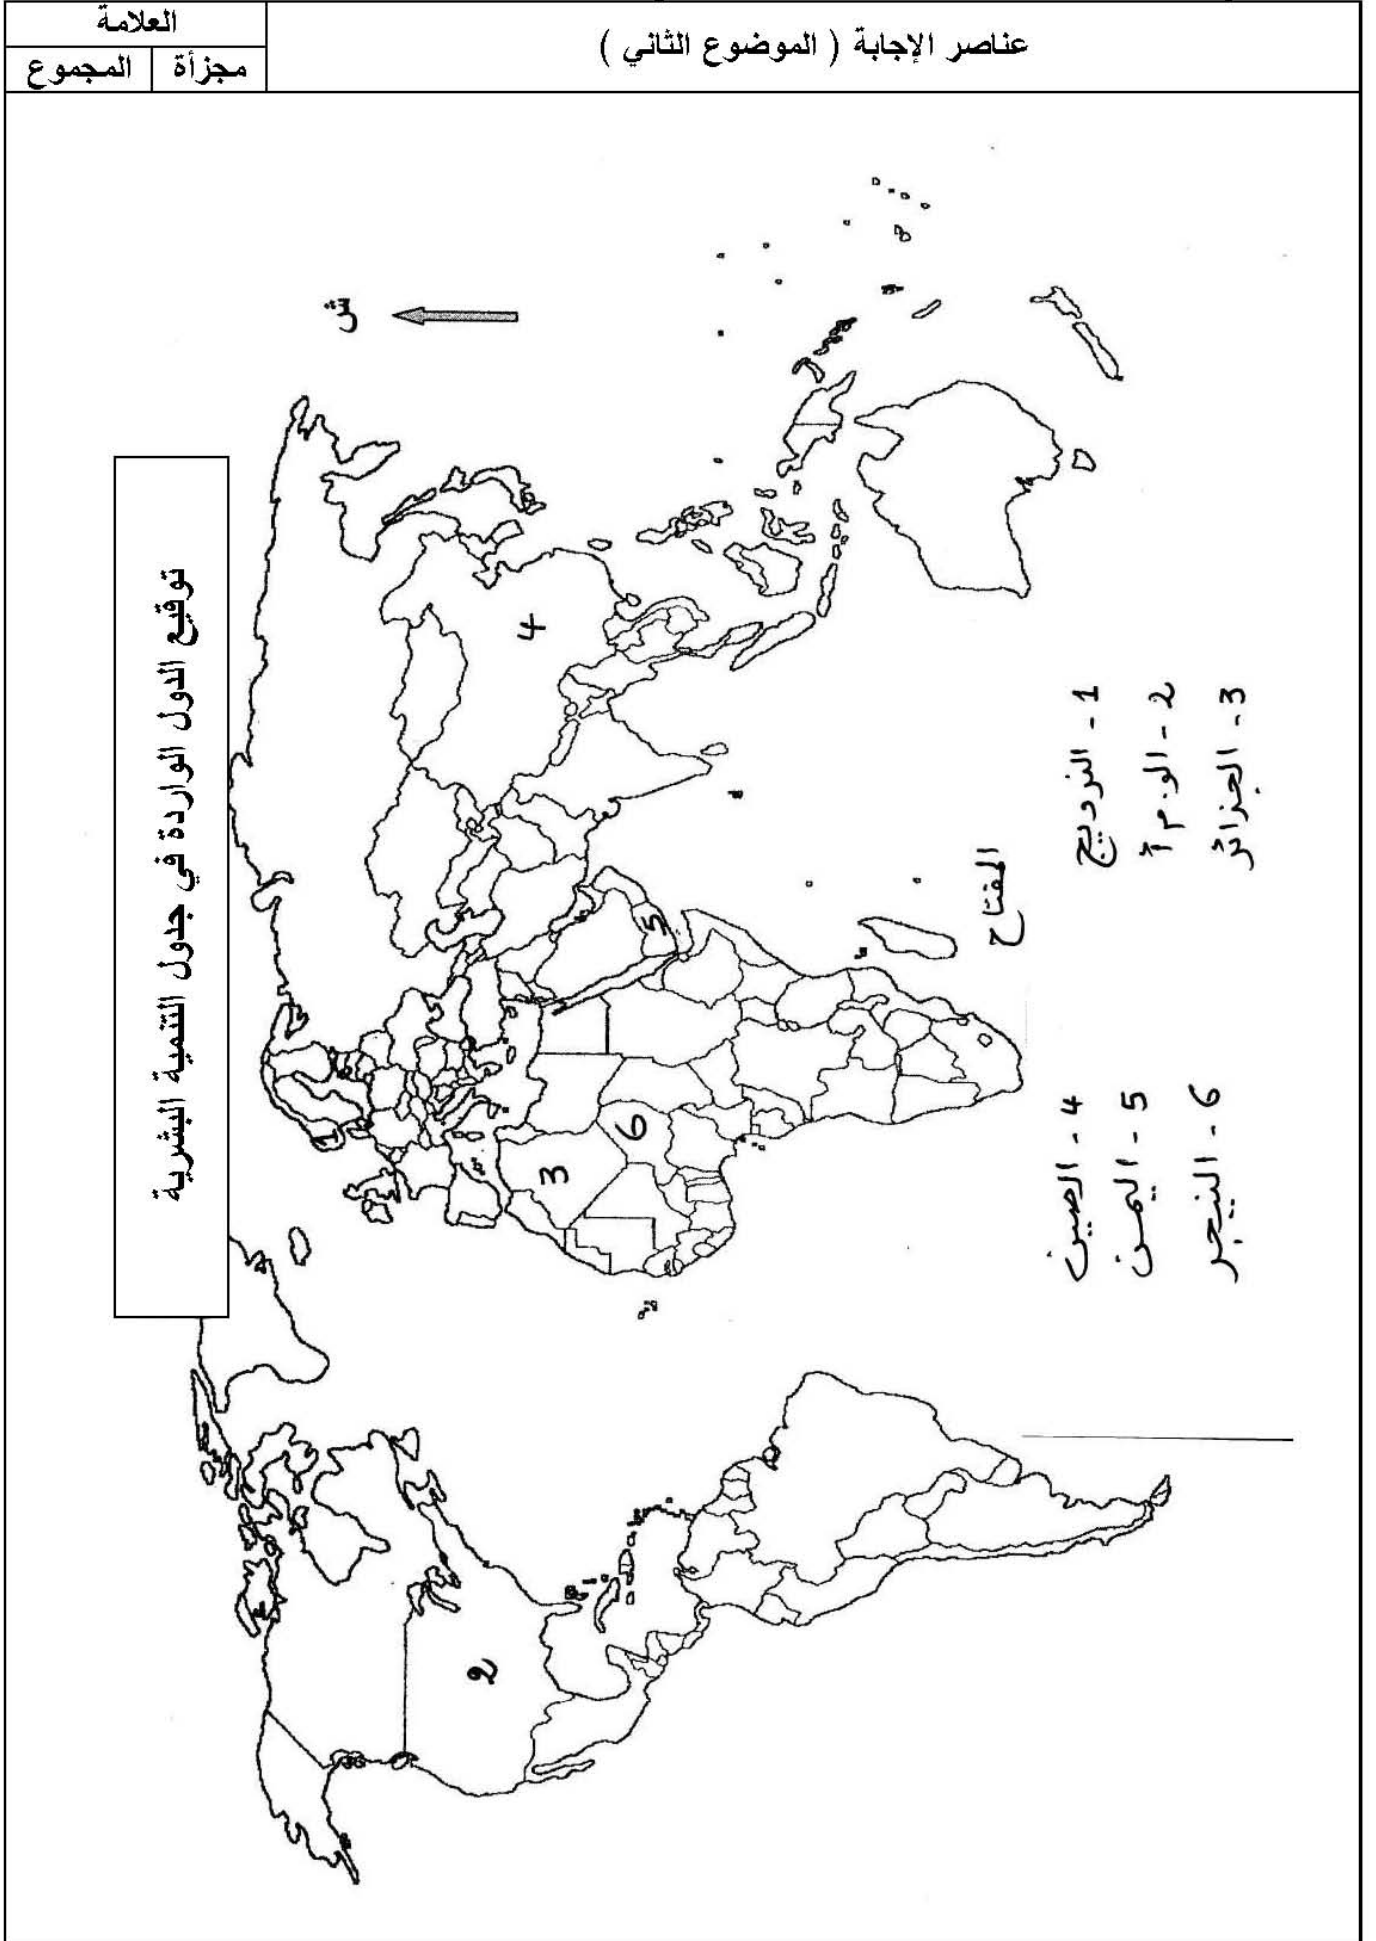 عناصر الإجابة ( الموضوع الثاني )
العلامة
مجزأة
المجموع
توقيع الدول الواردة في جدول التنمية البشرية
ش
1
2
3
4
5
6
المفتاح
1 - النرويج
2 - الو.م.أ
3 - الجزائر
4 - الصين
5 - اليمن
6 - النيجر